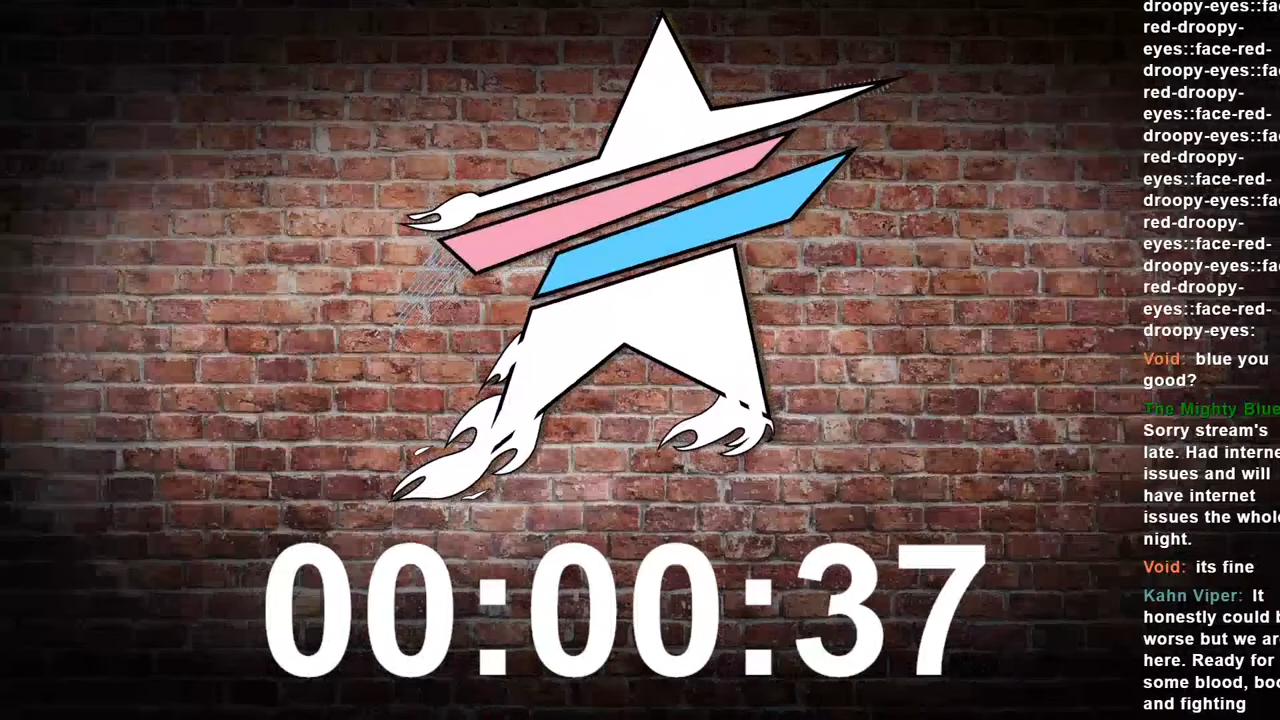 droopy-eyes::fa
red-droopy-
eyes::face-red-
droopy-eyes::fa
red-droopy-
eyes::face-red-
droopy-eyes::fa
red-droopy-
eyes::face-red-
droopy-eyes::fa
red-droopy-
eyes::face-red-
droopy-eyes::fa
red-droopy-
eyes::face-red-
droopy-eyes:
Void: blue you
good?
The Mighty Blue
Sorry stream's
late. Had interne
issues and will
have internet
issues the whol
night.
Void: its fine
Kahn Viper: It
honestly could b
worse but we ar
here. Ready for
some blood, boo
and fighting
00:00:37